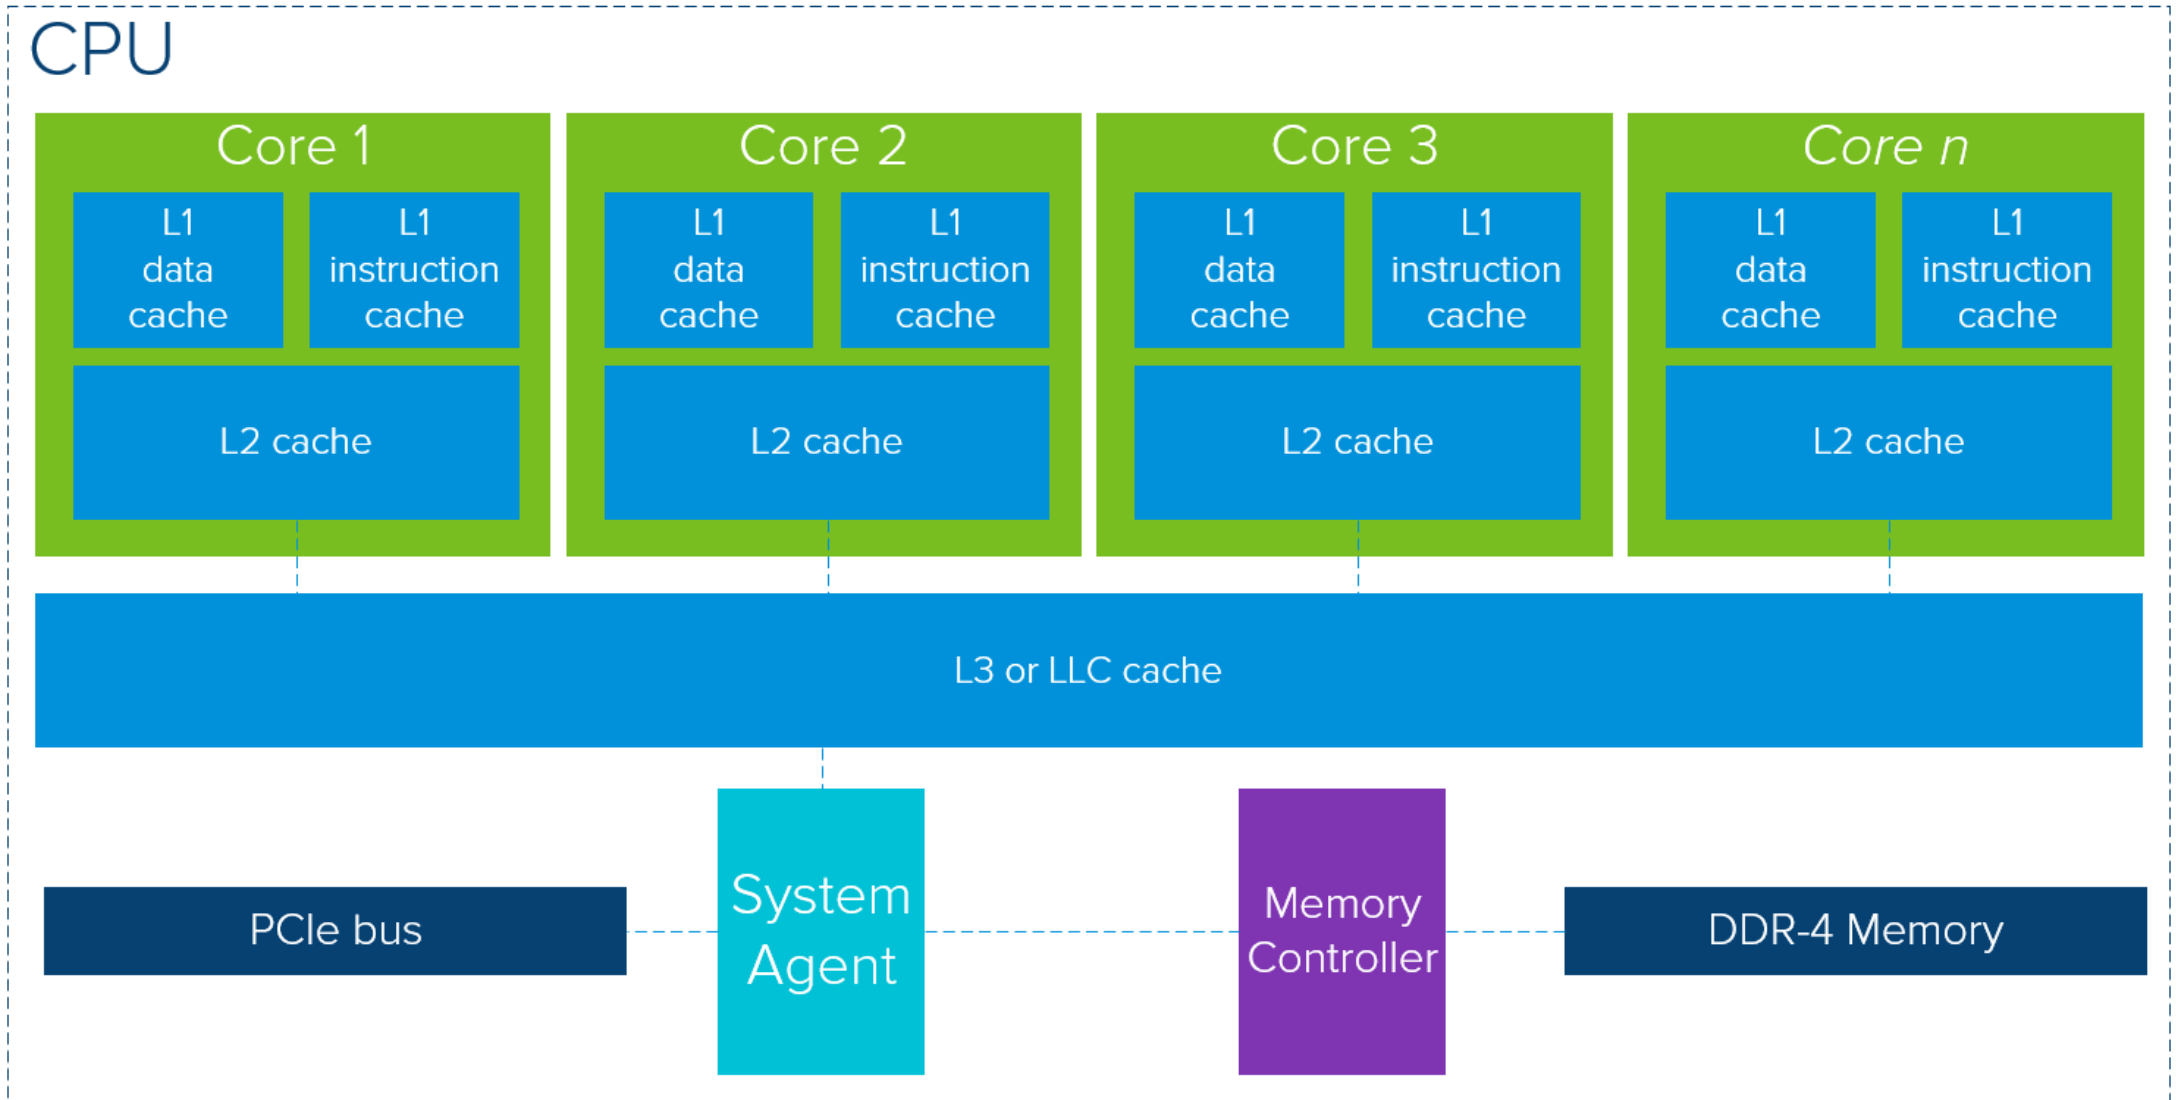 CPU
Core 1
L1
data
cache
L1
instruction
cache
L2 cache
Core 2
L1
data
cache
L1
instruction
cache
L2 cache
Core 3
L1
data
cache
L1
instruction
cache
L2 cache
Core n
L1
data
cache
L1
instruction
cache
L2 cache
L3 or LLC cache
PCIe bus
System
Agent
Memory
Controller
DDR-4 Memory